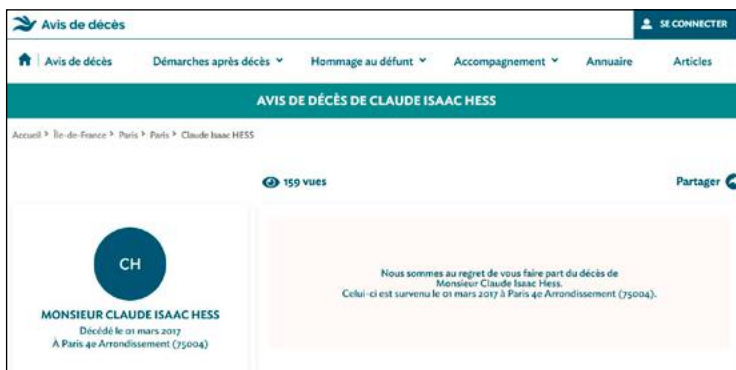 Avis de décès
SE CONNECTER
Avis de décès Démarches après décès Hommage au défunt Accompagnement Annuaire Articles
AVIS DE DÉCÈS DE CLAUDE ISAAC HESS
Accueil > Île-de-France > Paris > Paris > Claude Isaac HESS
159 vues
Partager
CH
MONSIEUR CLAUDE ISAAC HESS
Décédé le 01 mars 2017
À Paris 4e Arrondissement (75004)
Nous sommes au regret de vous faire part du décès de
Monsieur Claude Isaac Hess.
Celui-ci est survenu le 01 mars 2017 à Paris 4e Arrondissement (75004).